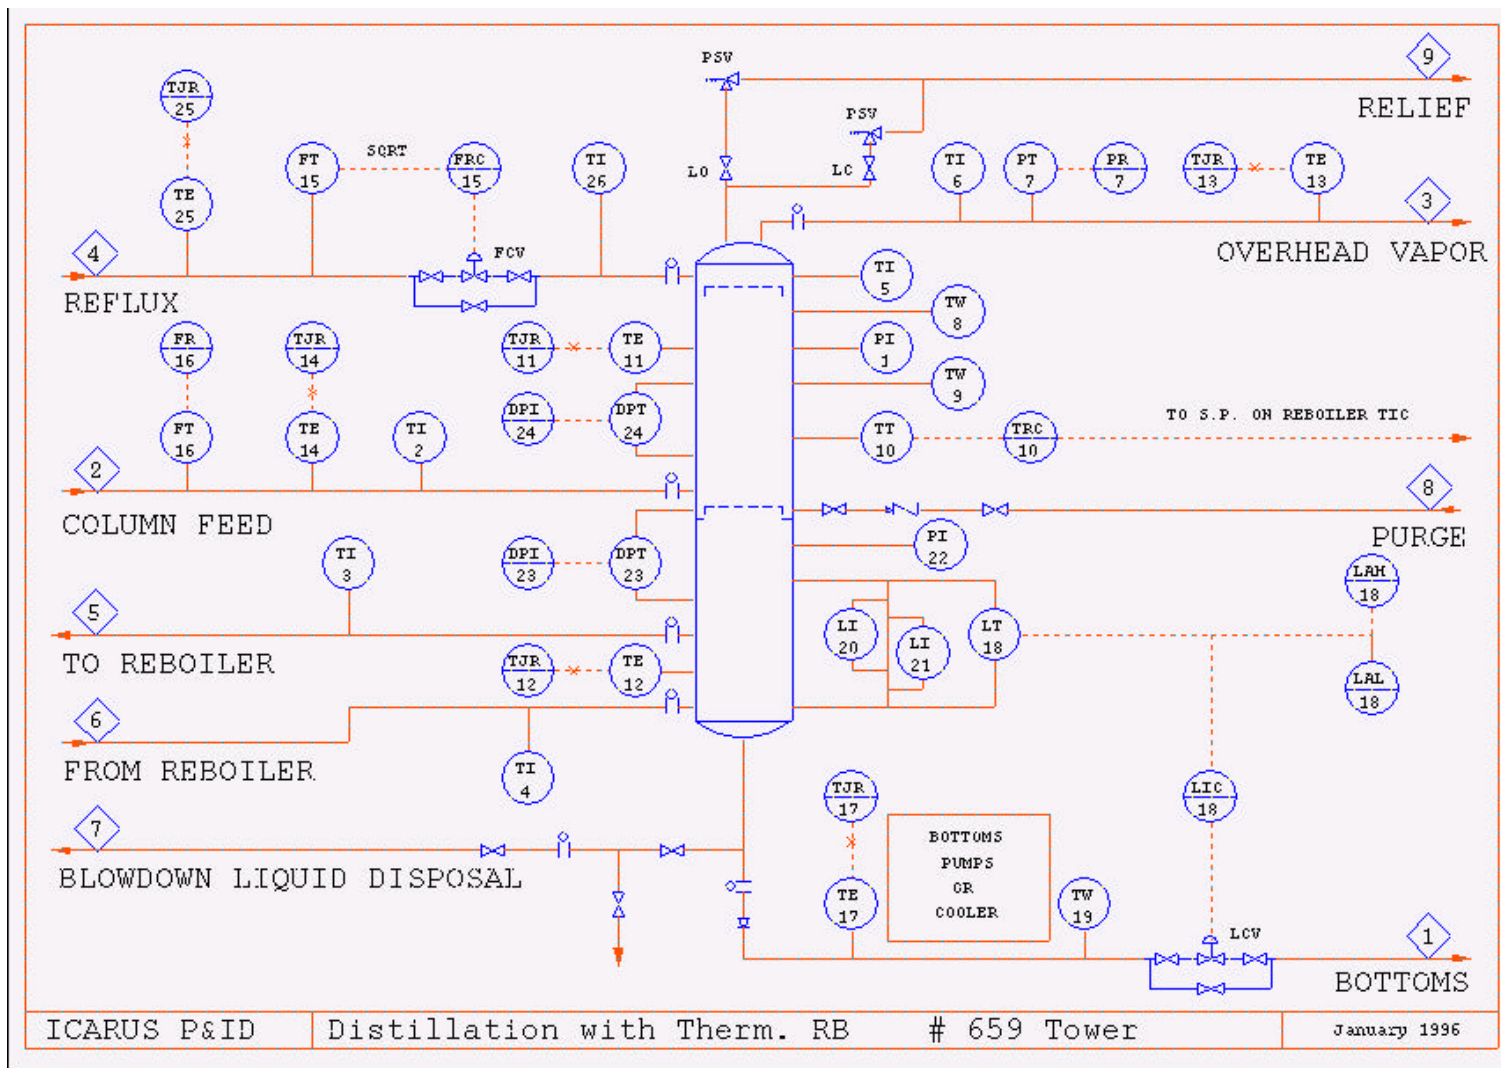 PSV
9
RELIEF
TJR
25
PSV
SQRT
FT
15
FRC
15
TI
26
LO
LC
TI
6
PT
7
PR
7
TJR
13
TE
13
TE
25
3
OVERHEAD VAPOR
4
REFLUX
FCV
TI
5
TW
8
FR
16
TJR
14
TJR
11
TE
11
PI
1
TW
9
DPI
24
DPT
24
FT
16
TE
14
TI
2
TT
10
TRC
10
TO S.P. ON REBOILER TIC
2
COLUMN FEED
8
PURGE
TI
3
DPI
23
DPT
23
PI
22
LAH
18
5
TO REBOILER
LI
20
LI
21
LT
18
TJR
12
TE
12
LAL
18
6
FROM REBOILER
TI
4
TJR
17
LIC
18
7
BLOWDOWN LIQUID DISPOSAL
BOTTOMS
PUMPS
OR
COOLER
TE
17
TW
19
LCV
1
BOTTOMS
ICARUS P&ID
Distillation with Therm. RB # 659 Tower
January 1996